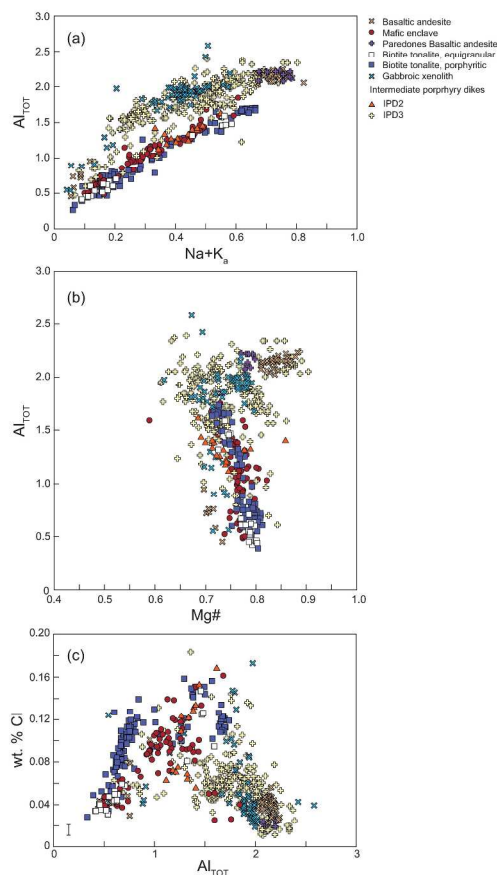 (a)
3.0
2.5
2.0
1.5
1.0
0.5
0
Al_TOT
0 0.2 0.4 0.6 0.8 1.0
Na+K_a
Basaltic andesite
Mafic enclave
Paredones Basaltic andesite
Biotite tonalite, equigranular
Biotite tonalite, porphyritic
Gabbroic xenolith
Intermediate porprhyry dikes
IPD2
IPD3
(b)
3.0
2.5
2.0
1.5
1.0
0.5
0
Al_TOT
0.4 0.5 0.6 0.7 0.8 0.9 1.0
Mg#
(c)
0.20
0.16
0.12
0.08
0.04
0
wt. % Cl
0 1 2 3
Al_TOT